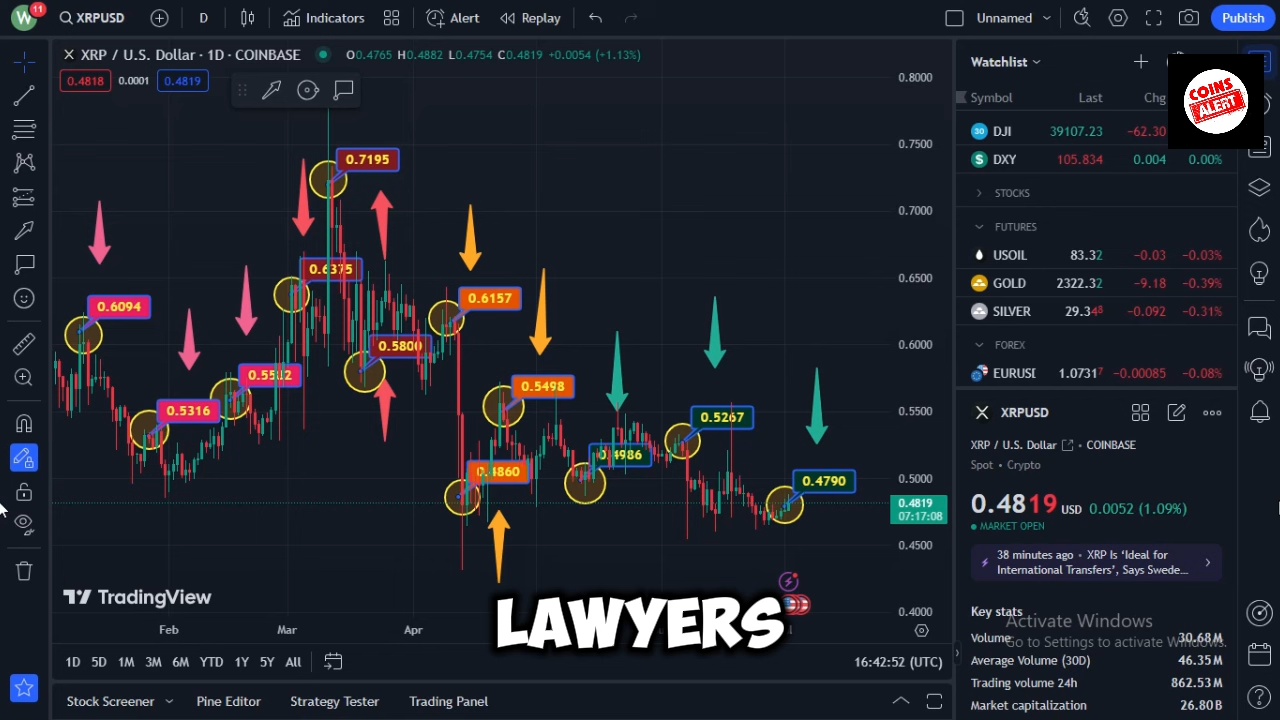 W 11 XRPUSD D Indicators Alert Replay Unnamed Publish
XRP / U.S. Dollar · 1D · COINBASE O0.4765 H0.4882 L0.4754 C0.4819 +0.0054 (+1.13%)
0.4818 0.0001 0.4819
0.8000
0.7500
0.7000
0.6500
0.6000
0.5500
0.5000
0.4819
07:17:08
0.4500
0.4000
0.6094
0.5316
0.5512
0.6375
0.7195
0.5800
0.6157
0.4860
0.5498
0.4986
0.5267
0.4790
TradingView
LAWYERS
Feb Mar Apr
1D 5D 1M 3M 6M YTD 1Y 5Y All 16:42:52 (UTC)
Stock Screener Pine Editor Strategy Tester Trading Panel
Watchlist
COINS
ALERT
Symbol Last Chg
30 DJI 39107.23 −62.30
$ DXY 105.834 0.004 0.00%
STOCKS
FUTURES
USOIL 83.32 −0.03 −0.03%
GOLD 2322.32 −9.18 −0.39%
SILVER 29.348 −0.092 −0.31%
FOREX
EURUSD 1.07317 −0.00085 −0.08%
XRPUSD
XRP / U.S. Dollar COINBASE
Spot • Crypto
0.4819 USD 0.0052 (1.09%)
MARKET OPEN
38 minutes ago • XRP Is ‘Ideal for
International Transfers’, Says Swede...
Key stats
Activate Windows
Go to Settings to activate Windows.
Volume 30.68M
Average Volume (30D) 46.35M
Trading volume 24h 862.53M
Market capitalization 26.80B